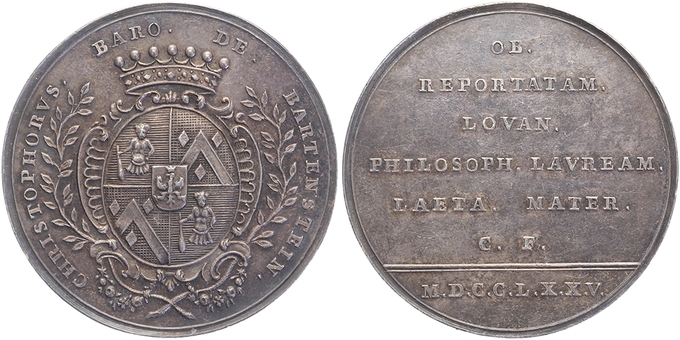 CHRISTOPHORVS. BARO. DE. BARTENSTEIN.
OB.
REPORTATAM.
LOVAN.
PHILOSOPH. LAVREAM.
LAETA. MATER.
C. F.
M.D.C.C.L.X.X.V.